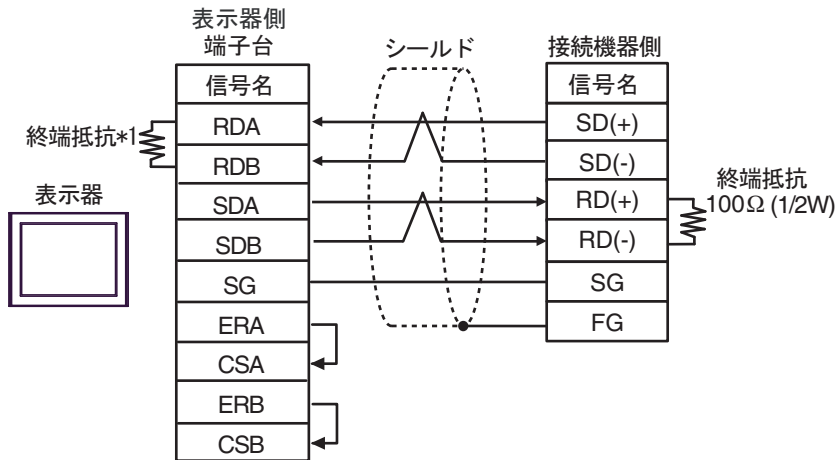 表示器側
端子台
シールド
接続機器側
信号名
信号名
終端抵抗*1
RDA
SD(+)
RDB
SD(-)
表示器
SDA
RD(+)
終端抵抗
100Ω (1/2W)
SDB
RD(-)
SG
SG
ERA
FG
CSA
ERB
CSB